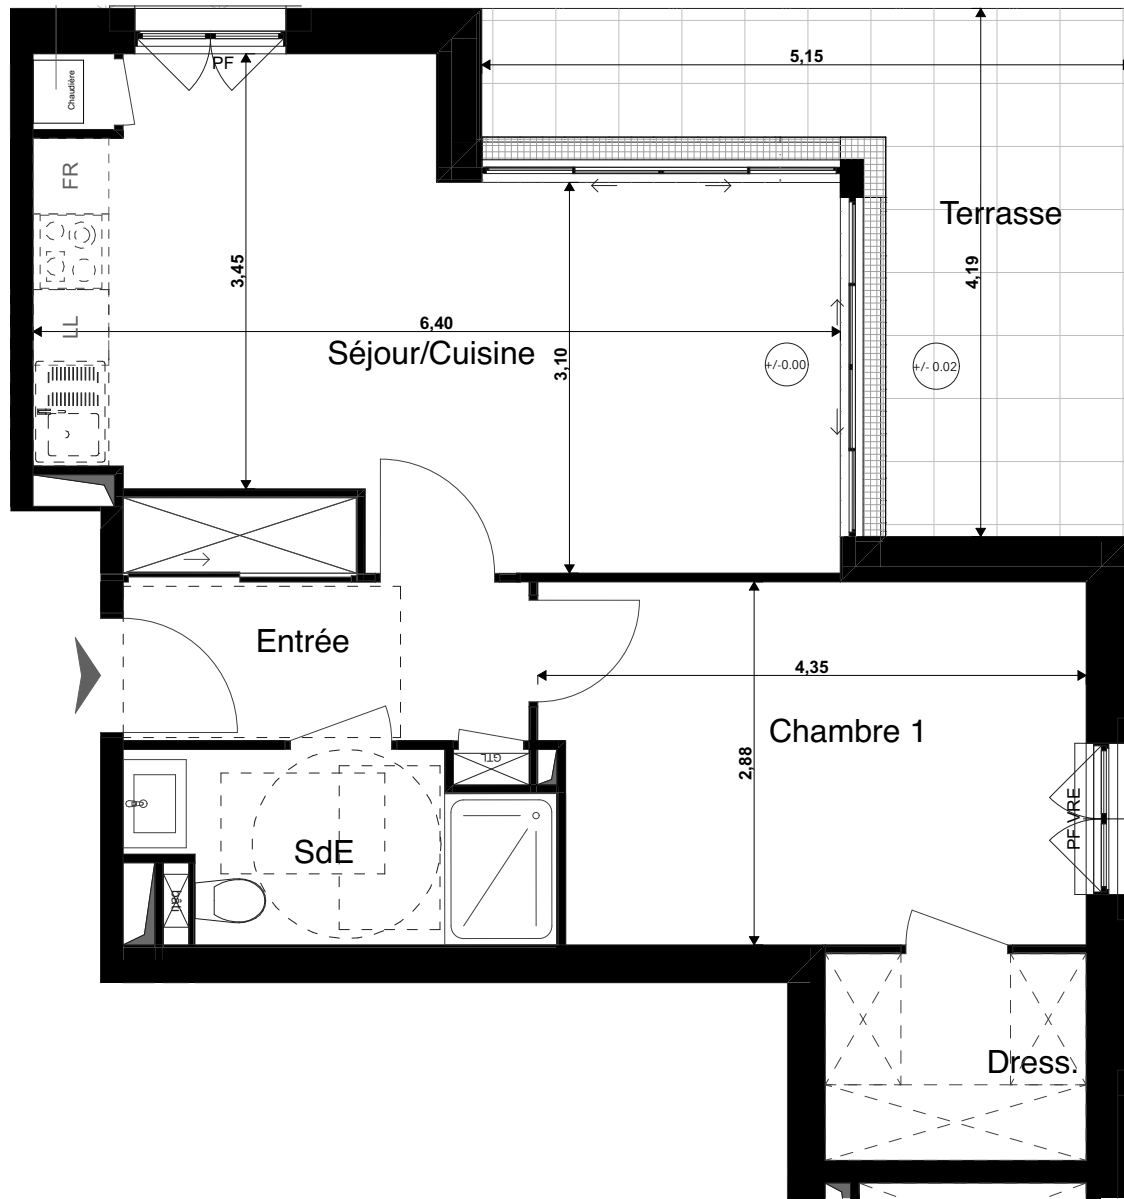 5,15
PF
Chaudière
FR
Terrasse
3,45
4,19
LL
6,40
Séjour/Cuisine
3,10
+/-0.00
+/- 0.02
Entrée
4,35
Chambre 1
2,88
GTL
PF VRE
SdE
Dress.